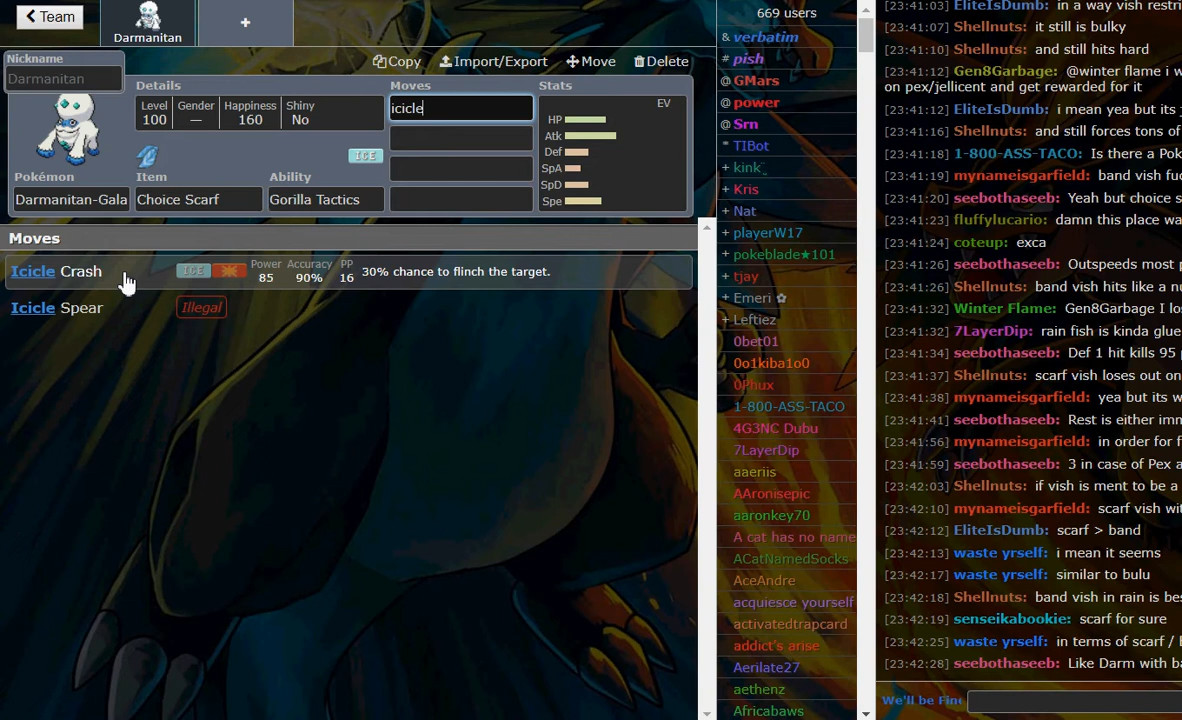 Team
Darmanitan
+
Nickname
Darmanitan
Copy Import/Export Move Delete
Details
Level Gender Happiness Shiny
100 — 160 No
ICE
Pokémon Item Ability
Darmanitan-Gala Choice Scarf Gorilla Tactics
Moves
icicle
Stats
EV
HP
Atk
Def
SpA
SpD
Spe
Moves
Icicle Crash ICE Power 85 Accuracy 90% PP 16 30% chance to flinch the target.
Icicle Spear Illegal
669 users
& verbatim
# pish
@ GMars
@ power
@ Srn
* TIBot
+ kink_
+ Kris
+ Nat
+ playerW17
+ pokeblade★101
+ tjay
+ Emeri ✿
+ Leftiez
0bet01
0o1kiba1o0
0Phux
1-800-ASS-TACO
4G3NC Dubu
7LayerDip
aaeriis
AAronisepic
aaronkey70
A cat has no name
ACatNamedSocks
AceAndre
acquiesce yourself
activatedtrapcard
addict's arise
Aerilate27
aethenz
Africabaws
[23:41:03] EliteIsDumb: in a way vish restri
[23:41:07] Shellnuts: it still is bulky
[23:41:10] Shellnuts: and still hits hard
[23:41:12] Gen8Garbage: @winter flame i w
on pex/jellicent and get rewarded for it
[23:41:12] EliteIsDumb: i mean yea but its
[23:41:16] Shellnuts: and still forces tons of
[23:41:18] 1-800-ASS-TACO: Is there a Pok
[23:41:19] mynameisgarfield: band vish fu
[23:41:20] seebothaseeb: Yeah but choice s
[23:41:23] fluffylucario: damn this place wa
[23:41:24] coteup: exca
[23:41:26] seebothaseeb: Outspeeds most p
[23:41:26] Shellnuts: band vish hits like a nu
[23:41:32] Winter Flame: Gen8Garbage I lo
[23:41:32] 7LayerDip: rain fish is kinda glue
[23:41:34] seebothaseeb: Def 1 hit kills 95
[23:41:37] Shellnuts: scarf vish loses out on
[23:41:38] mynameisgarfield: yea but its w
[23:41:41] seebothaseeb: Rest is either imm
[23:41:56] mynameisgarfield: in order for f
[23:41:59] seebothaseeb: 3 in case of Pex a
[23:42:03] Shellnuts: if vish is ment to be a
[23:42:10] mynameisgarfield: scarf vish wit
[23:42:12] EliteIsDumb: scarf > band
[23:42:13] waste yrself: i mean it seems
[23:42:17] waste yrself: similar to bulu
[23:42:18] Shellnuts: band vish in rain is bes
[23:42:19] senseikabookie: scarf for sure
[23:42:25] waste yrself: in terms of scarf /
[23:42:28] seebothaseeb: Like Darm with ba
We'll be Fin